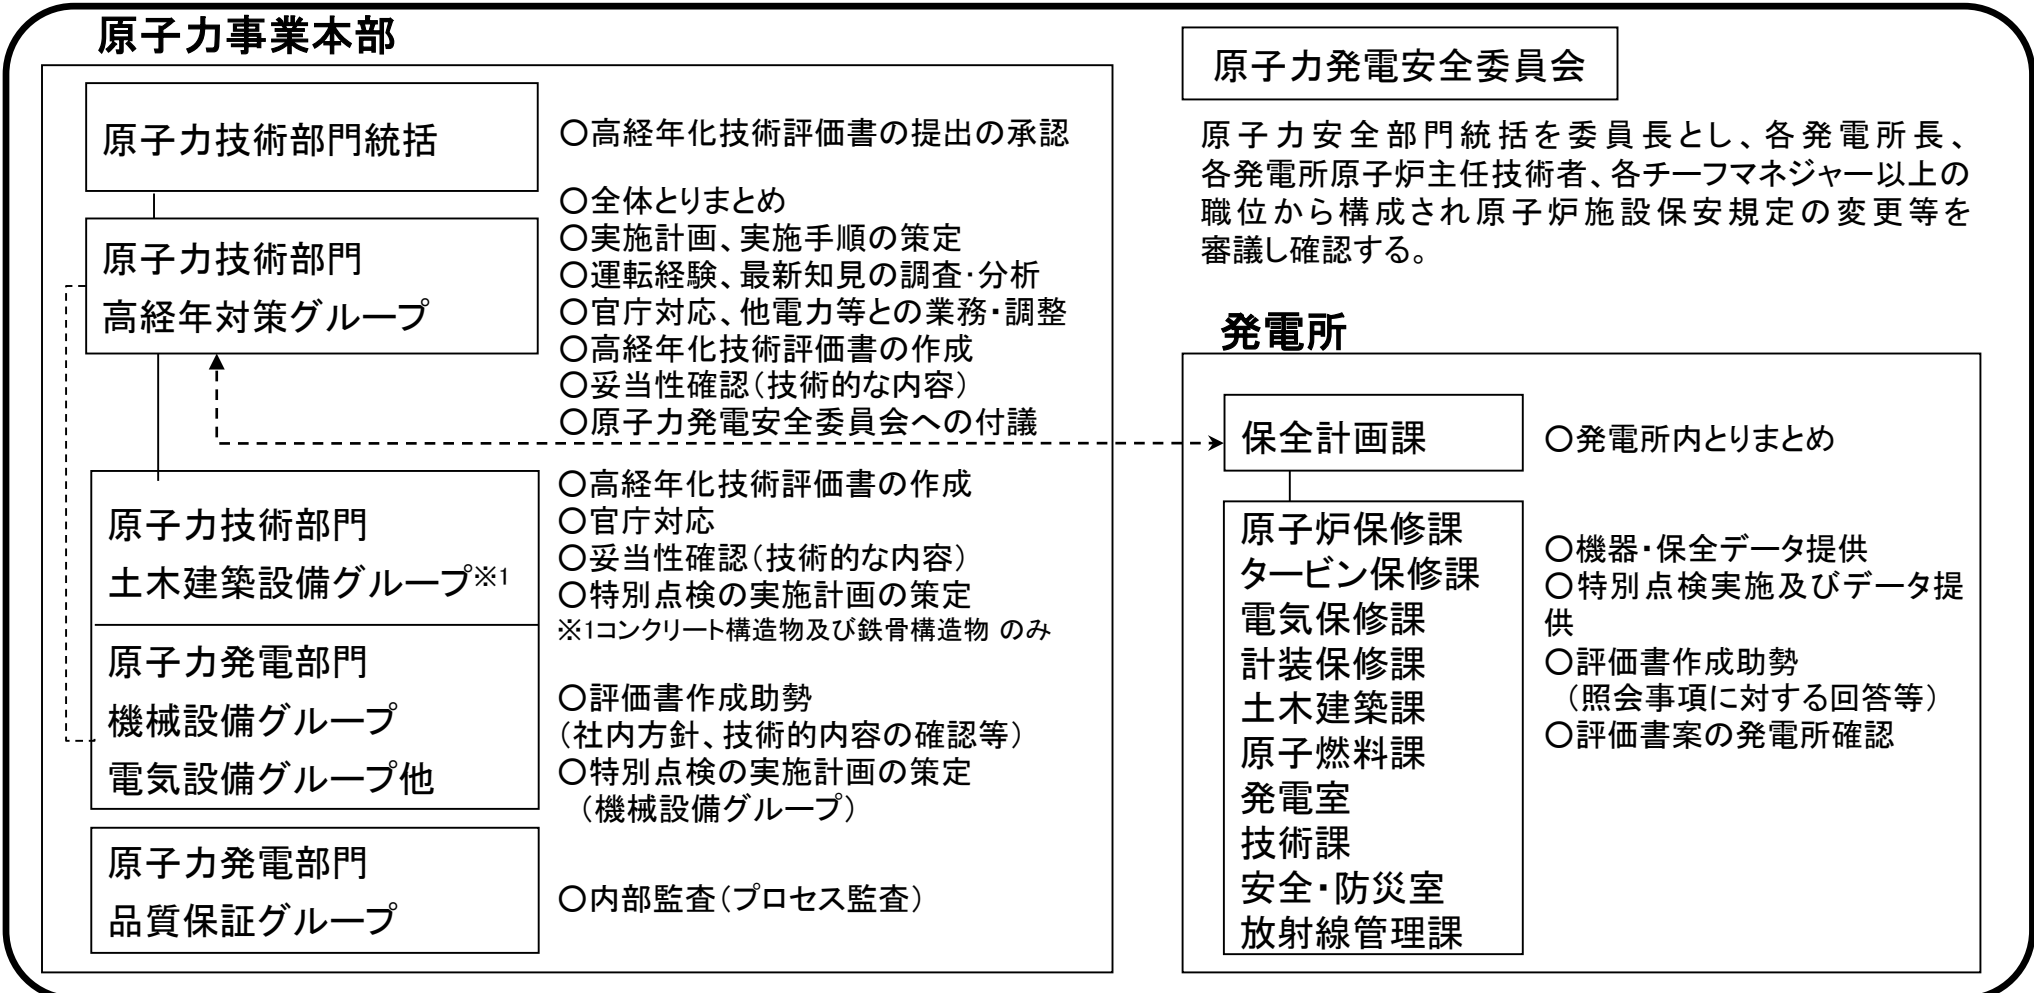 原子力事業本部
原子力技術部門統括
〇高経年化技術評価書の提出の承認
原子力技術部門
高経年対策グループ
〇全体とりまとめ
〇実施計画、実施手順の策定
〇運転経験、最新知見の調査・分析
〇官庁対応、他電力等との業務・調整
〇高経年化技術評価書の作成
〇妥当性確認(技術的な内容)
〇原子力発電安全委員会への付議
原子力技術部門
土木建築設備グループ※1
〇高経年化技術評価書の作成
〇官庁対応
〇妥当性確認(技術的な内容)
〇特別点検の実施計画の策定
※1コンクリート構造物及び鉄骨構造物 のみ
原子力発電部門
機械設備グループ
電気設備グループ他
〇評価書作成助勢
(社内方針、技術的内容の確認等)
〇特別点検の実施計画の策定
(機械設備グループ)
原子力発電部門
品質保証グループ
〇内部監査(プロセス監査)
原子力発電安全委員会
原子力安全部門統括を委員長とし、各発電所長、
各発電所原子炉主任技術者、各チーフマネジャー以上の
職位から構成され原子炉施設保安規定の変更等を
審議し確認する。
発電所
保全計画課
〇発電所内とりまとめ
原子炉保修課
タービン保修課
電気保修課
計装保修課
土木建築課
原子燃料課
発電室
技術課
安全・防災室
放射線管理課
〇機器・保全データ提供
〇特別点検実施及びデータ提
供
〇評価書作成助勢
(照会事項に対する回答等)
〇評価書案の発電所確認